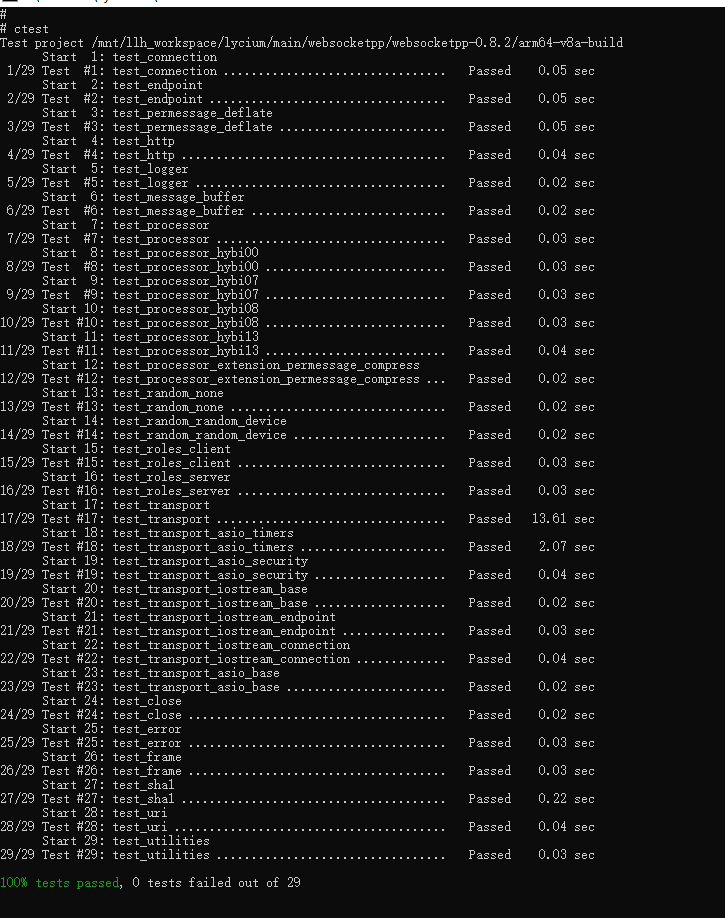 #
# ctest
Test project /mnt/llh_workspace/lycium/main/websocketpp/websocketpp-0.8.2/arm64-v8a-build
      Start  1: test_connection
 1/29 Test  #1: test_connection ................................   Passed    0.05 sec
      Start  2: test_endpoint
 2/29 Test  #2: test_endpoint ..................................   Passed    0.05 sec
      Start  3: test_permessage_deflate
 3/29 Test  #3: test_permessage_deflate ........................   Passed    0.05 sec
      Start  4: test_http
 4/29 Test  #4: test_http ......................................   Passed    0.04 sec
      Start  5: test_logger
 5/29 Test  #5: test_logger ....................................   Passed    0.02 sec
      Start  6: test_message_buffer
 6/29 Test  #6: test_message_buffer ............................   Passed    0.02 sec
      Start  7: test_processor
 7/29 Test  #7: test_processor .................................   Passed    0.03 sec
      Start  8: test_processor_hybi00
 8/29 Test  #8: test_processor_hybi00 ..........................   Passed    0.03 sec
      Start  9: test_processor_hybi07
 9/29 Test  #9: test_processor_hybi07 ..........................   Passed    0.03 sec
      Start 10: test_processor_hybi08
10/29 Test #10: test_processor_hybi08 ..........................   Passed    0.03 sec
      Start 11: test_processor_hybi13
11/29 Test #11: test_processor_hybi13 ..........................   Passed    0.04 sec
      Start 12: test_processor_extension_permessage_compress
12/29 Test #12: test_processor_extension_permessage_compress ...   Passed    0.02 sec
      Start 13: test_random_none
13/29 Test #13: test_random_none ...............................   Passed    0.02 sec
      Start 14: test_random_random_device
14/29 Test #14: test_random_random_device ......................   Passed    0.02 sec
      Start 15: test_roles_client
15/29 Test #15: test_roles_client ..............................   Passed    0.03 sec
      Start 16: test_roles_server
16/29 Test #16: test_roles_server ..............................   Passed    0.03 sec
      Start 17: test_transport
17/29 Test #17: test_transport .................................   Passed   13.61 sec
      Start 18: test_transport_asio_timers
18/29 Test #18: test_transport_asio_timers .....................   Passed    2.07 sec
      Start 19: test_transport_asio_security
19/29 Test #19: test_transport_asio_security ...................   Passed    0.04 sec
      Start 20: test_transport_iostream_base
20/29 Test #20: test_transport_iostream_base ...................   Passed    0.02 sec
      Start 21: test_transport_iostream_endpoint
21/29 Test #21: test_transport_iostream_endpoint ...............   Passed    0.03 sec
      Start 22: test_transport_iostream_connection
22/29 Test #22: test_transport_iostream_connection .............   Passed    0.04 sec
      Start 23: test_transport_asio_base
23/29 Test #23: test_transport_asio_base .......................   Passed    0.02 sec
      Start 24: test_close
24/29 Test #24: test_close .....................................   Passed    0.02 sec
      Start 25: test_error
25/29 Test #25: test_error .....................................   Passed    0.03 sec
      Start 26: test_frame
26/29 Test #26: test_frame .....................................   Passed    0.03 sec
      Start 27: test_sha1
27/29 Test #27: test_sha1 ......................................   Passed    0.22 sec
      Start 28: test_uri
28/29 Test #28: test_uri .......................................   Passed    0.04 sec
      Start 29: test_utilities
29/29 Test #29: test_utilities .................................   Passed    0.03 sec
100% tests passed, 0 tests failed out of 29